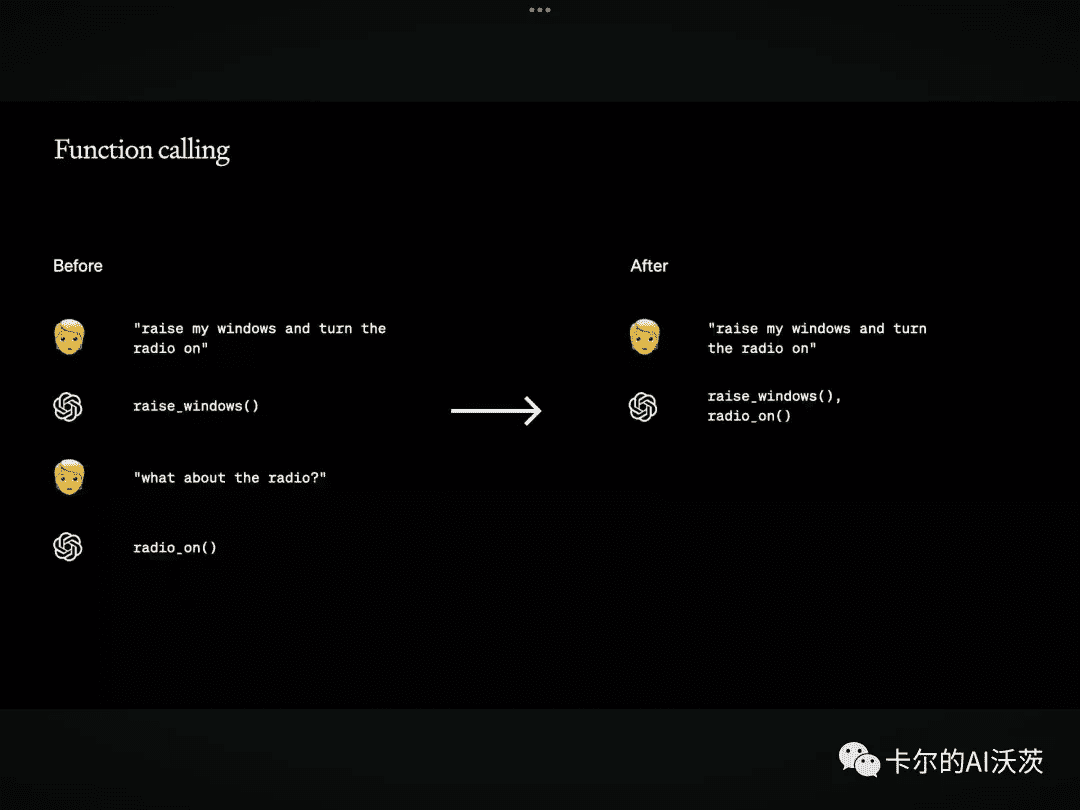 Function calling
Before
"raise my windows and turn the
radio on"
raise_windows()
"what about the radio?"
radio_on()
After
"raise my windows and turn
the radio on"
raise_windows(),
radio_on()
卡尔的AI沃茨